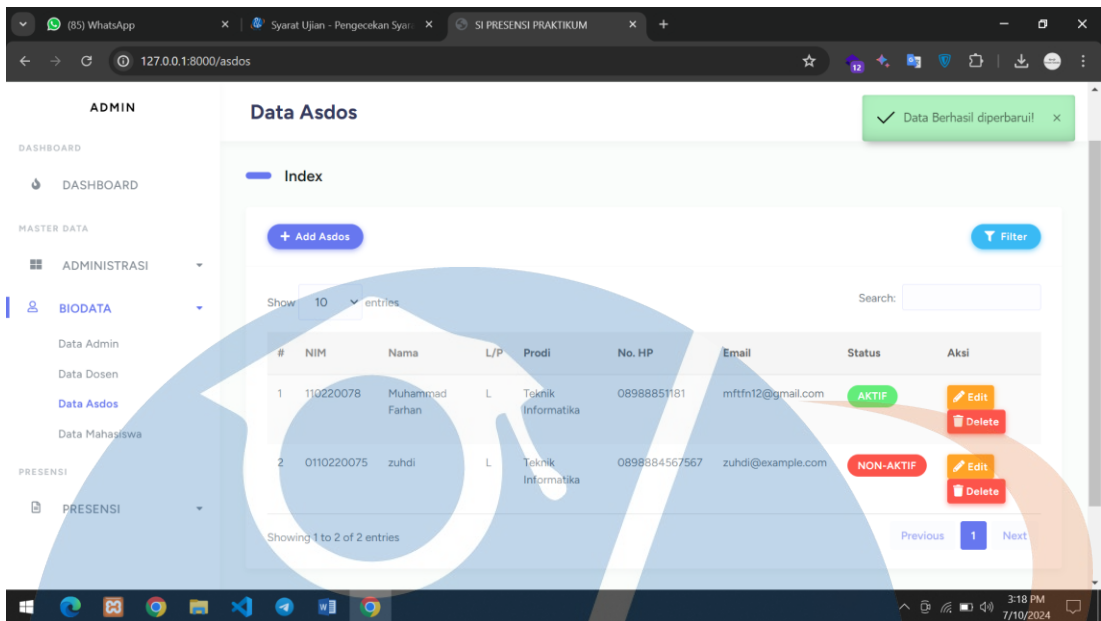 (85) WhatsApp
Syarat Ujian - Pengecekan Syar
SI PRESENSI PRAKTIKUM
127.0.0.1:8000/asdos
12
ADMIN
Data Asdos
Data Berhasil diperbarui!
DASHBOARD
DASHBOARD
Index
MASTER DATA
+ Add Asdos
Filter
ADMINISTRASI
BIODATA
Show 10 entries
Search:
Data Admin
Data Dosen
Data Asdos
Data Mahasiswa
# NIM Nama L/P Prodi No. HP Email Status Aksi
1 110220078 Muhammad Farhan L Teknik Informatika 08988851181 mftfn12@gmail.com AKTIF Edit
Delete
2 0110220075 zuhdi L Teknik Informatika 0898884567567 zuhdi@example.com NON-AKTIF Edit
Delete
PRESENSI
PRESENSI
Showing 1 to 2 of 2 entries
Previous 1 Next
3:18 PM
7/10/2024